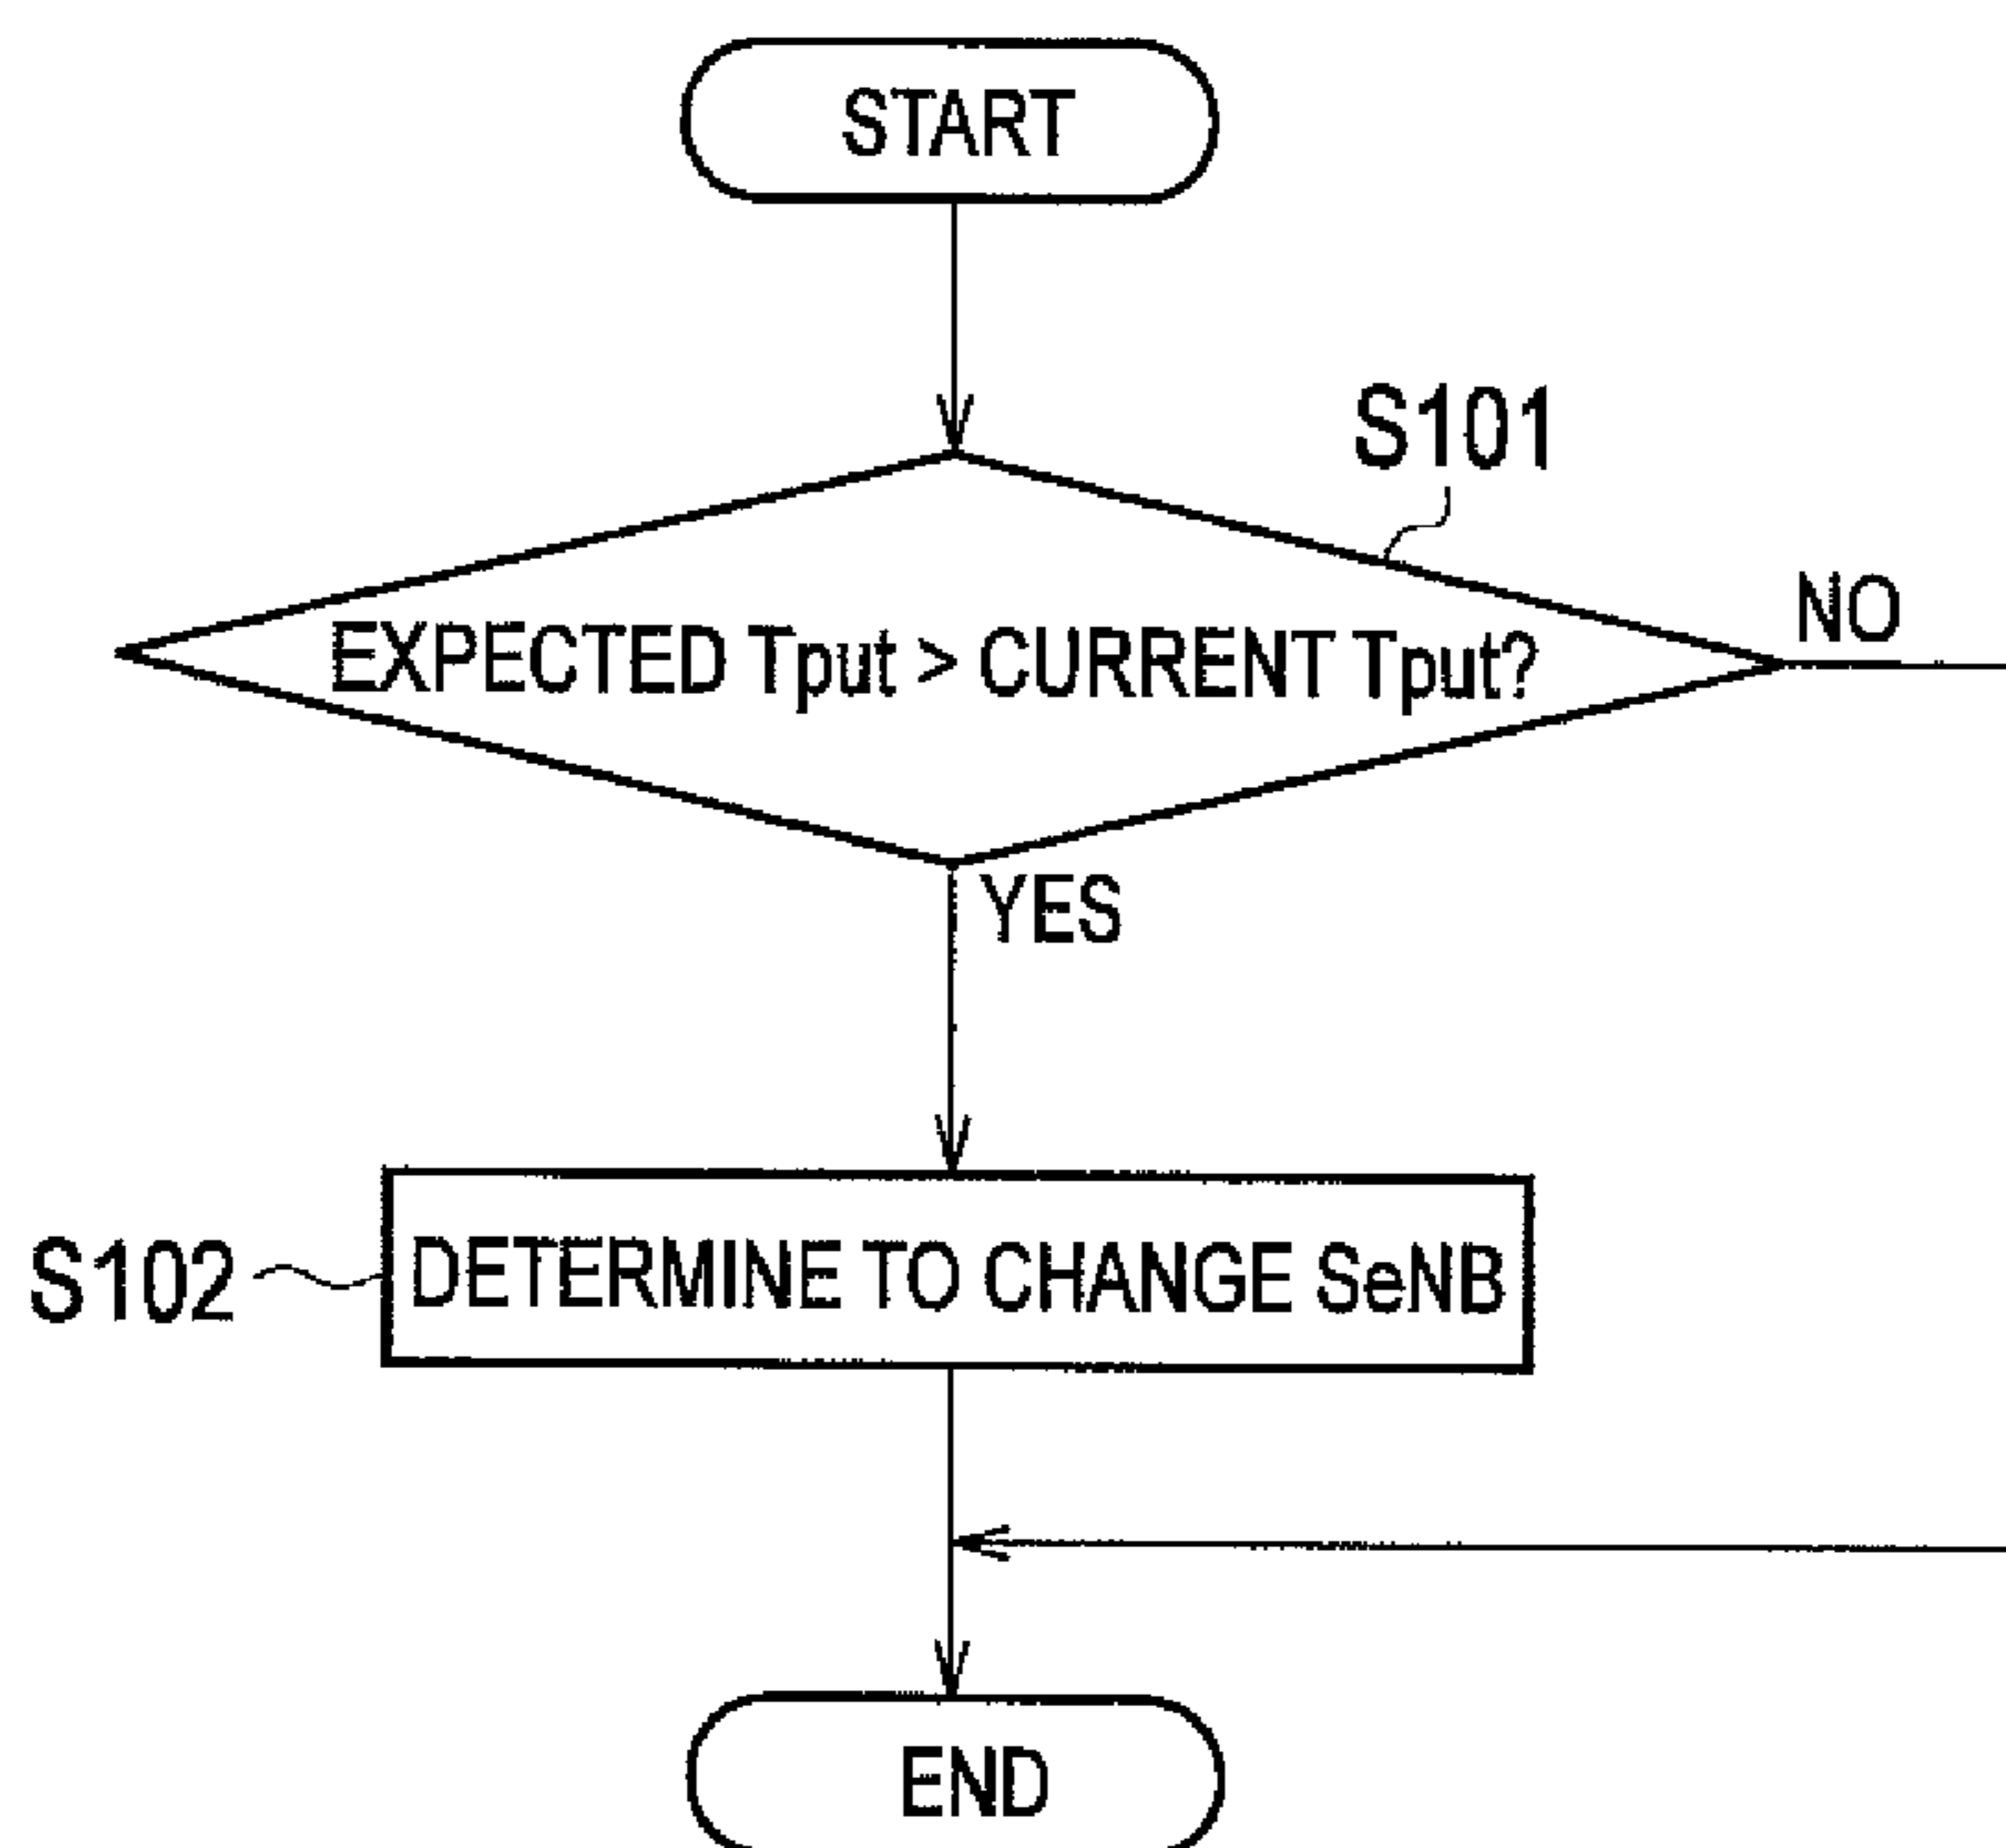 START
S101
NO
EXPECTED Tput > CURRENT Tput?
YES
S102
DETERMINE TO CHANGE SeNB
END